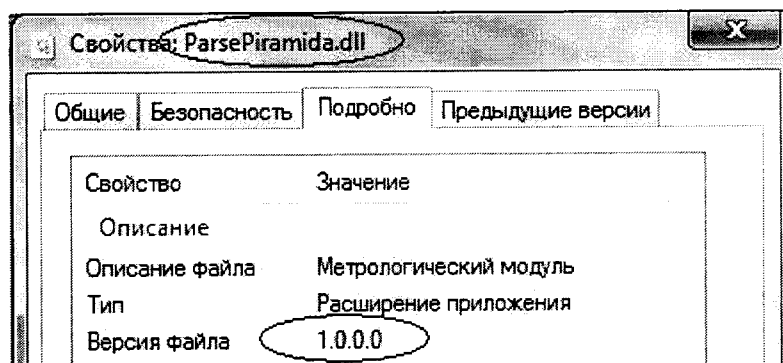 Свойства: ParsePiramida.dll
Общие Безопасность Подробно Предыдущие версии
Свойство Значение
Описание
Описание файла Метрологический модуль
Тип Расширение приложения
Версия файла 1.0.0.0